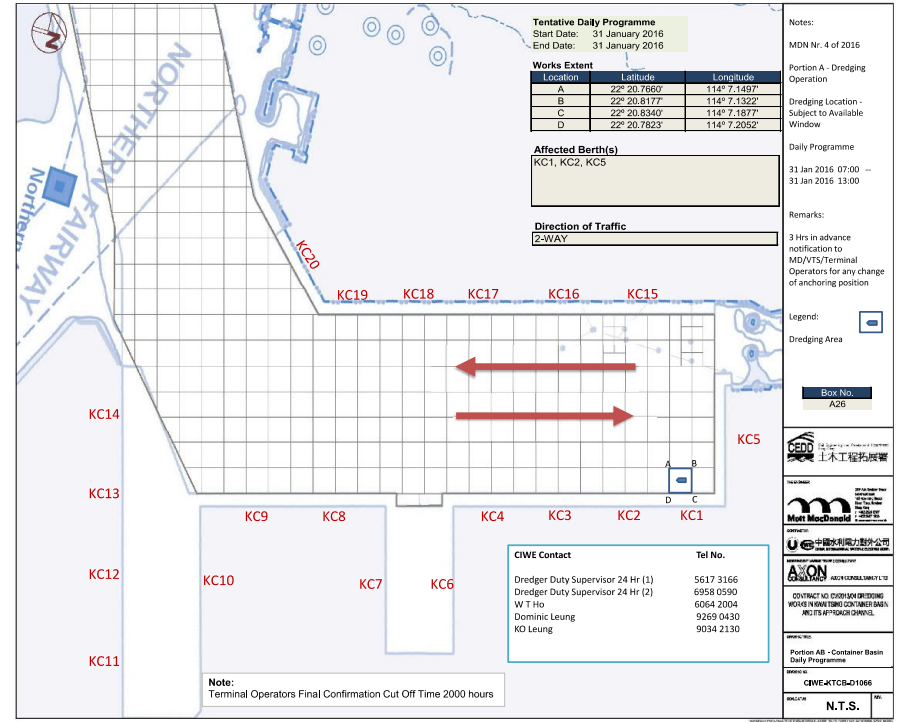 Tentative Daily Programme
Start Date: 31 January 2016
End Date: 31 January 2016
Works Extent
Location Latitude Longitude
A 22º 20.7660' 114º 7.1497'
B 22º 20.8177' 114º 7.1322'
C 22º 20.8340' 114º 7.1877'
D 22º 20.7823' 114º 7.2052'
Affected Berth(s)
KC1, KC2, KC5
Direction of Traffic
2-WAY
N
NORTHERN FAIRWAY
Northern
KC20
KC19 KC18 KC17 KC16 KC15
KC14
KC13
KC12
KC11
KC10
KC9 KC8
KC7 KC6
KC4 KC3 KC2 KC1
KC5
A B
D C
CIWE Contact Tel No.
Dredger Duty Supervisor 24 Hr (1) 5617 3166
Dredger Duty Supervisor 24 Hr (2) 6958 0590
W T Ho 6064 2004
Dominic Leung 9269 0430
KO Leung 9034 2130
Note:
Terminal Operators Final Confirmation Cut Off Time 2000 hours
Notes:
MDN Nr. 4 of 2016
Portion A - Dredging
Operation
Dredging Location -
Subject to Available
Window
Daily Programme
31 Jan 2016 07:00 --
31 Jan 2016 13:00
Remarks:
3 Hrs in advance
notification to
MD/VTS/Terminal
Operators for any change
of anchoring position
Legend:
Dredging Area
Box No.
A26
CEDD
土木工程拓展署
Mott MacDonald
中國水利電力對外公司
AXON
CONSULTANCY AXON CONSULTANCY LTD
CONTRACT NO. CV/2013/04 DREDGING
WORKS IN KWAI TSING CONTAINER BASIN
AND ITS APPROACH CHANNEL
Portion AB - Container Basin
Daily Programme
CIWE-KTCB-D1066
N.T.S.